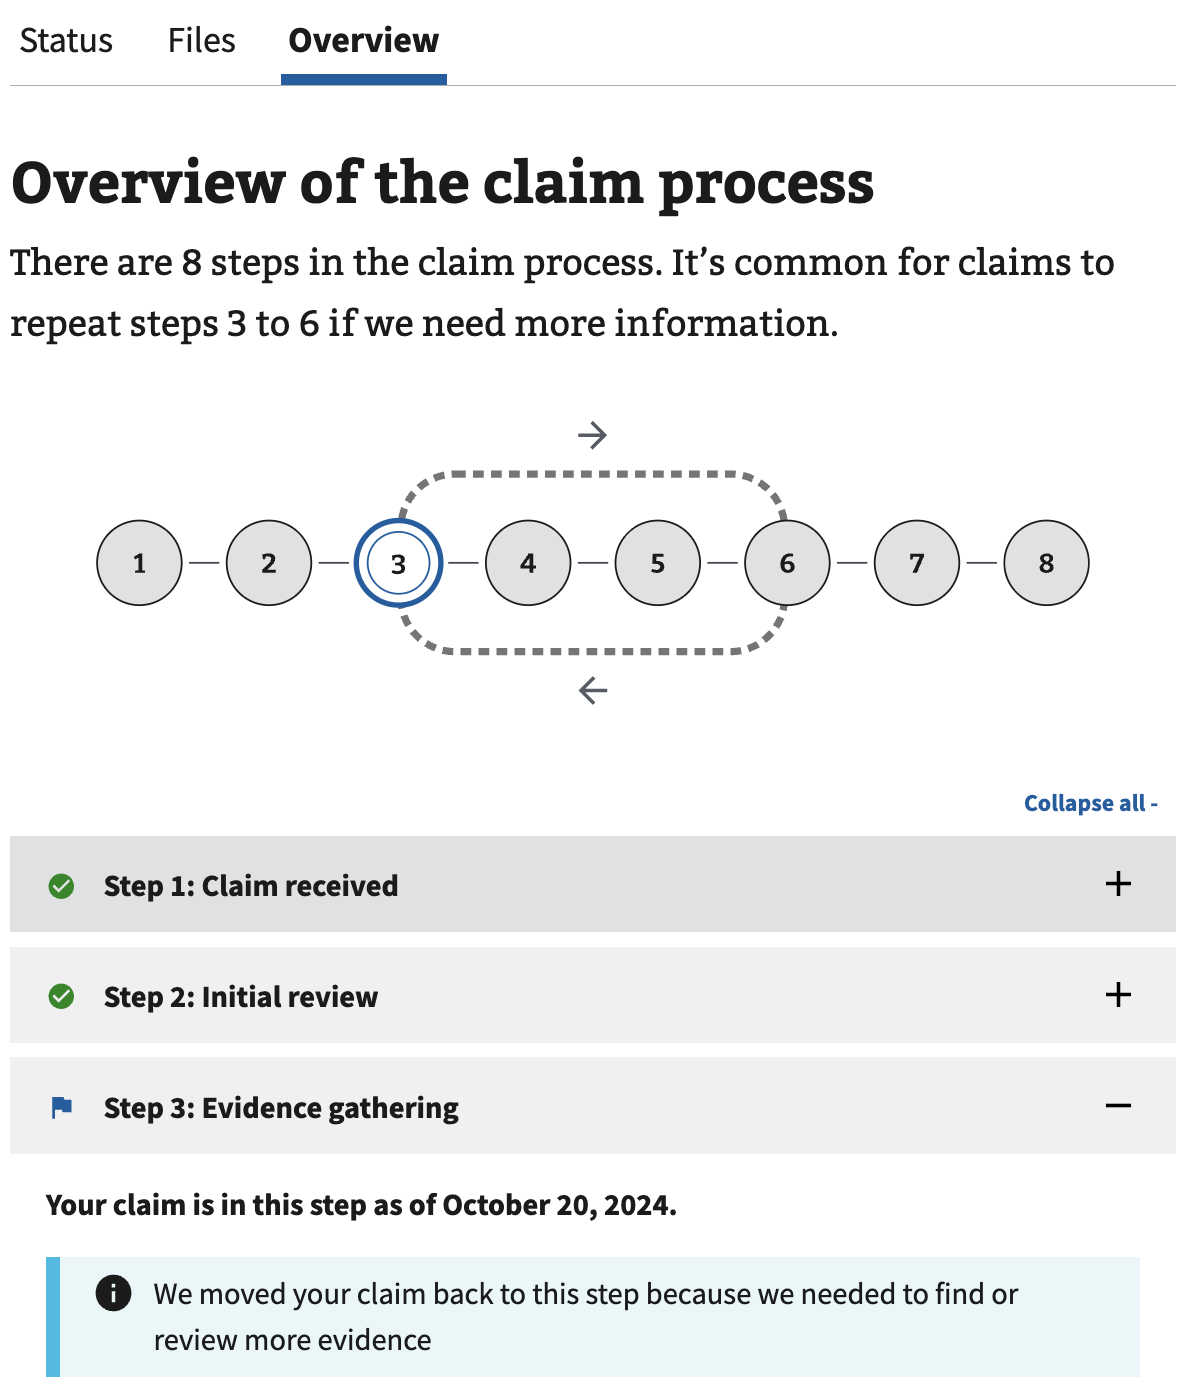 Status Files Overview
Overview of the claim process
There are 8 steps in the claim process. It’s common for claims to
repeat steps 3 to 6 if we need more information.
1 2 3 4 5 6 7 8
Collapse all -
Step 1: Claim received
Step 2: Initial review
Step 3: Evidence gathering
Your claim is in this step as of October 20, 2024.
We moved your claim back to this step because we needed to find or
review more evidence